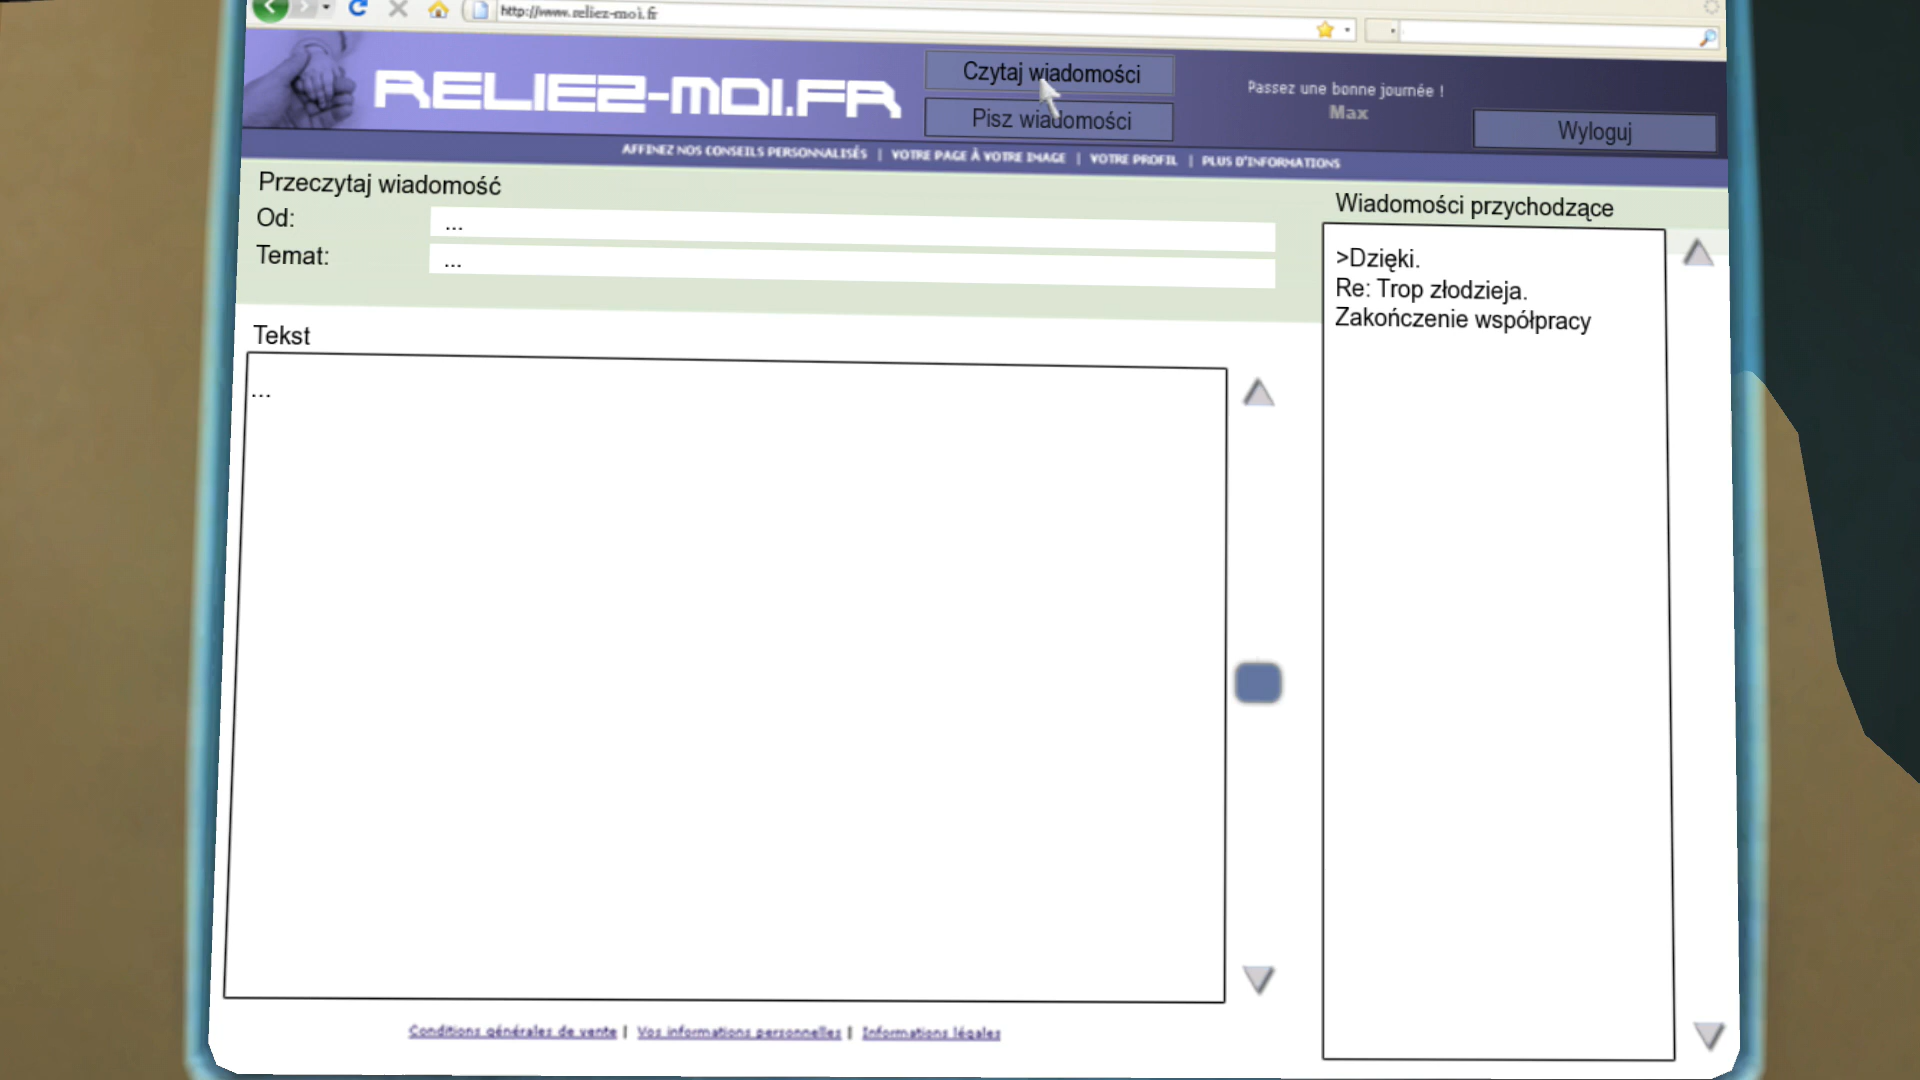 http://www.reliez-moi.fr
RELIEZ-MOI.FR
Czytaj wiadomości
Pisz wiadomości
Passez une bonne journée !
Max
Wyloguj
AFFINEZ NOS CONSEILS PERSONNALISÉS | VOTRE PAGE À VOTRE IMAGE | VOTRE PROFIL | PLUS D'INFORMATIONS
Przeczytaj wiadomość
Od: ...
Temat: ...
Tekst
...
Wiadomości przychodzące
>Dzięki.
Re: Trop złodzieja.
Zakończenie współpracy
Conditions générales de vente | Vos informations personnelles | Informations légales